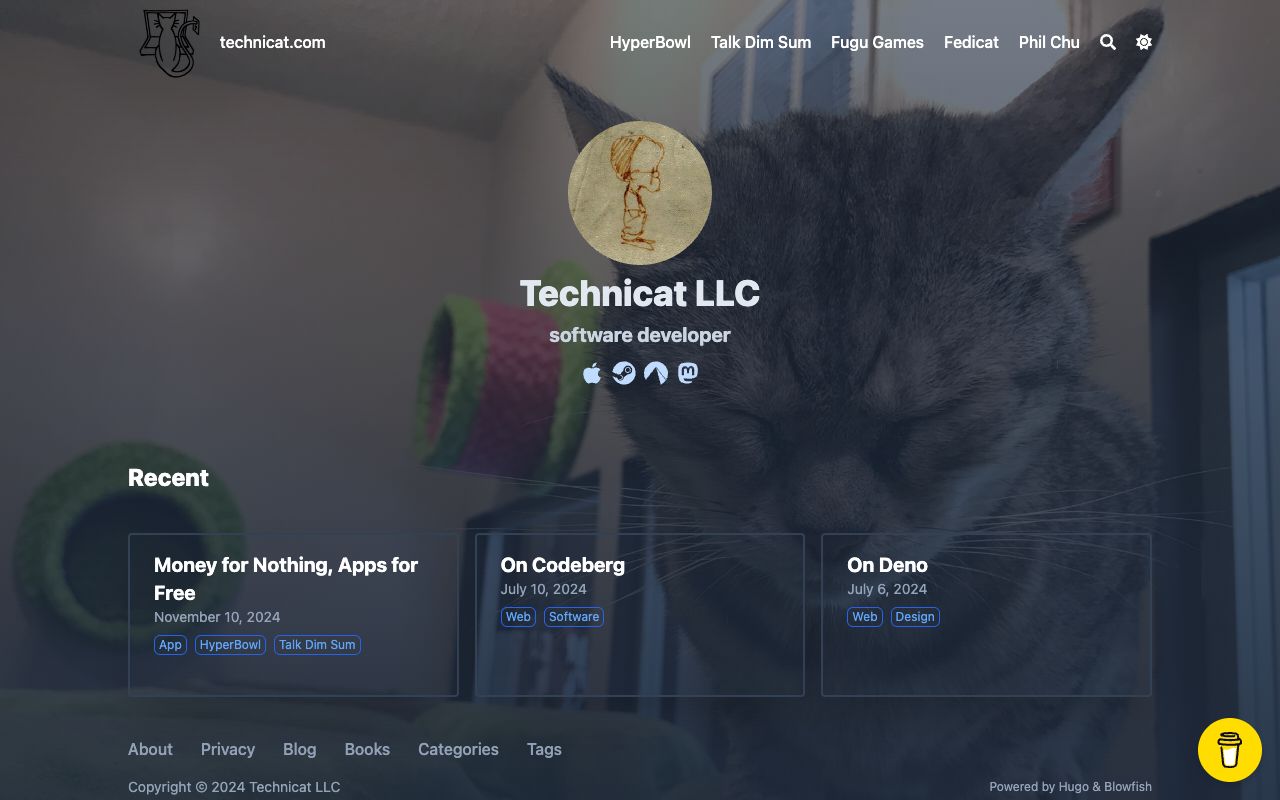 technicat.com
HyperBowl
Talk Dim Sum
Fugu Games
Fedicat
Phil Chu
Technicat LLC
software developer
Recent
Money for Nothing, Apps for
Free
November 10, 2024
App
HyperBowl
Talk Dim Sum
On Codeberg
July 10, 2024
Web
Software
On Deno
July 6, 2024
Web
Design
About
Privacy
Blog
Books
Categories
Tags
Copyright © 2024 Technicat LLC
Powered by Hugo & Blowfish